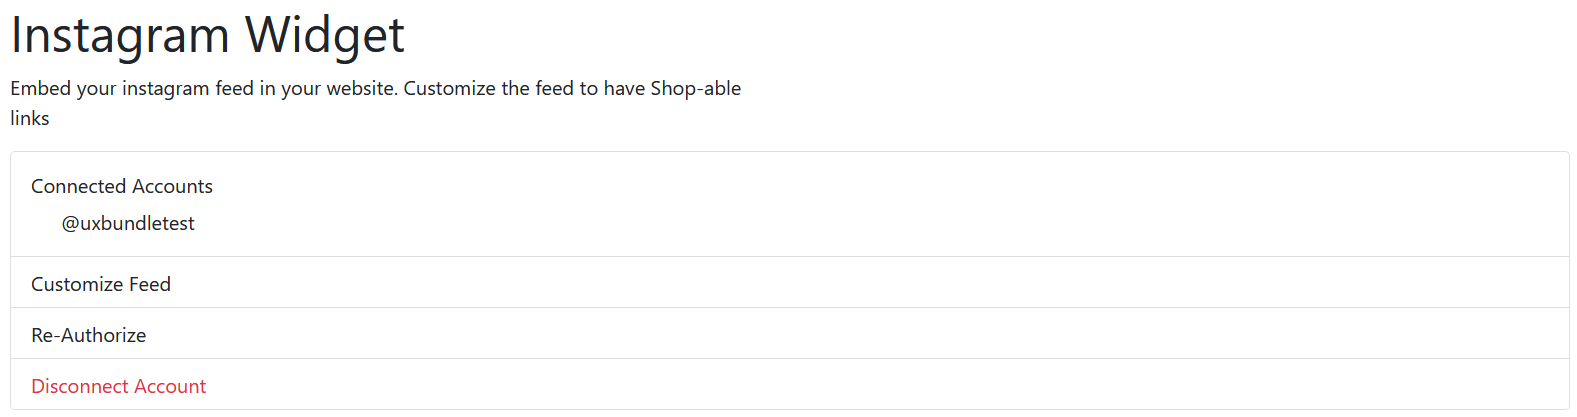 Instagram Widget
Embed your instagram feed in your website. Customize the feed to have Shop-able
links
Connected Accounts
@uxbundletest
Customize Feed
Re-Authorize
Disconnect Account